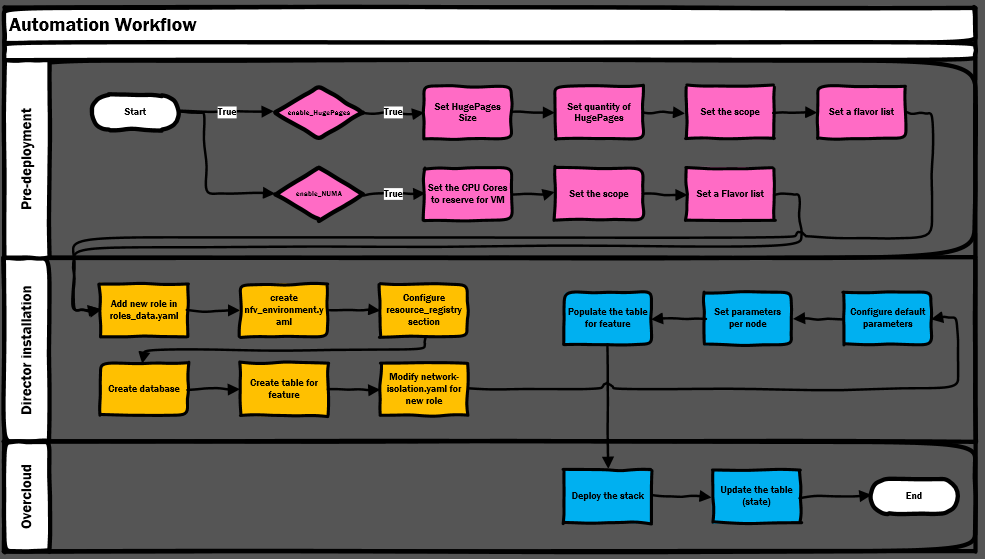 Automation Workflow
Pre-deployment
Start
True
enable_HugePages
True
Set HugePages
Size
Set quantity of
HugePages
Set the scope
Set a flavor list
enable_NUMA
True
Set the CPU Cores
to reserve for VM
Set the scope
Set a Flavor list
Director installation
Add new role in
roles_data.yaml
create
nfv_environment.y
aml
Configure
resource_registry
section
Populate the table
for feature
Set parameters
per node
Configure default
parameters
Create database
Create table for
feature
Modify network-
isolation.yaml for
new role
Overcloud
Deploy the stack
Update the table
(state)
End